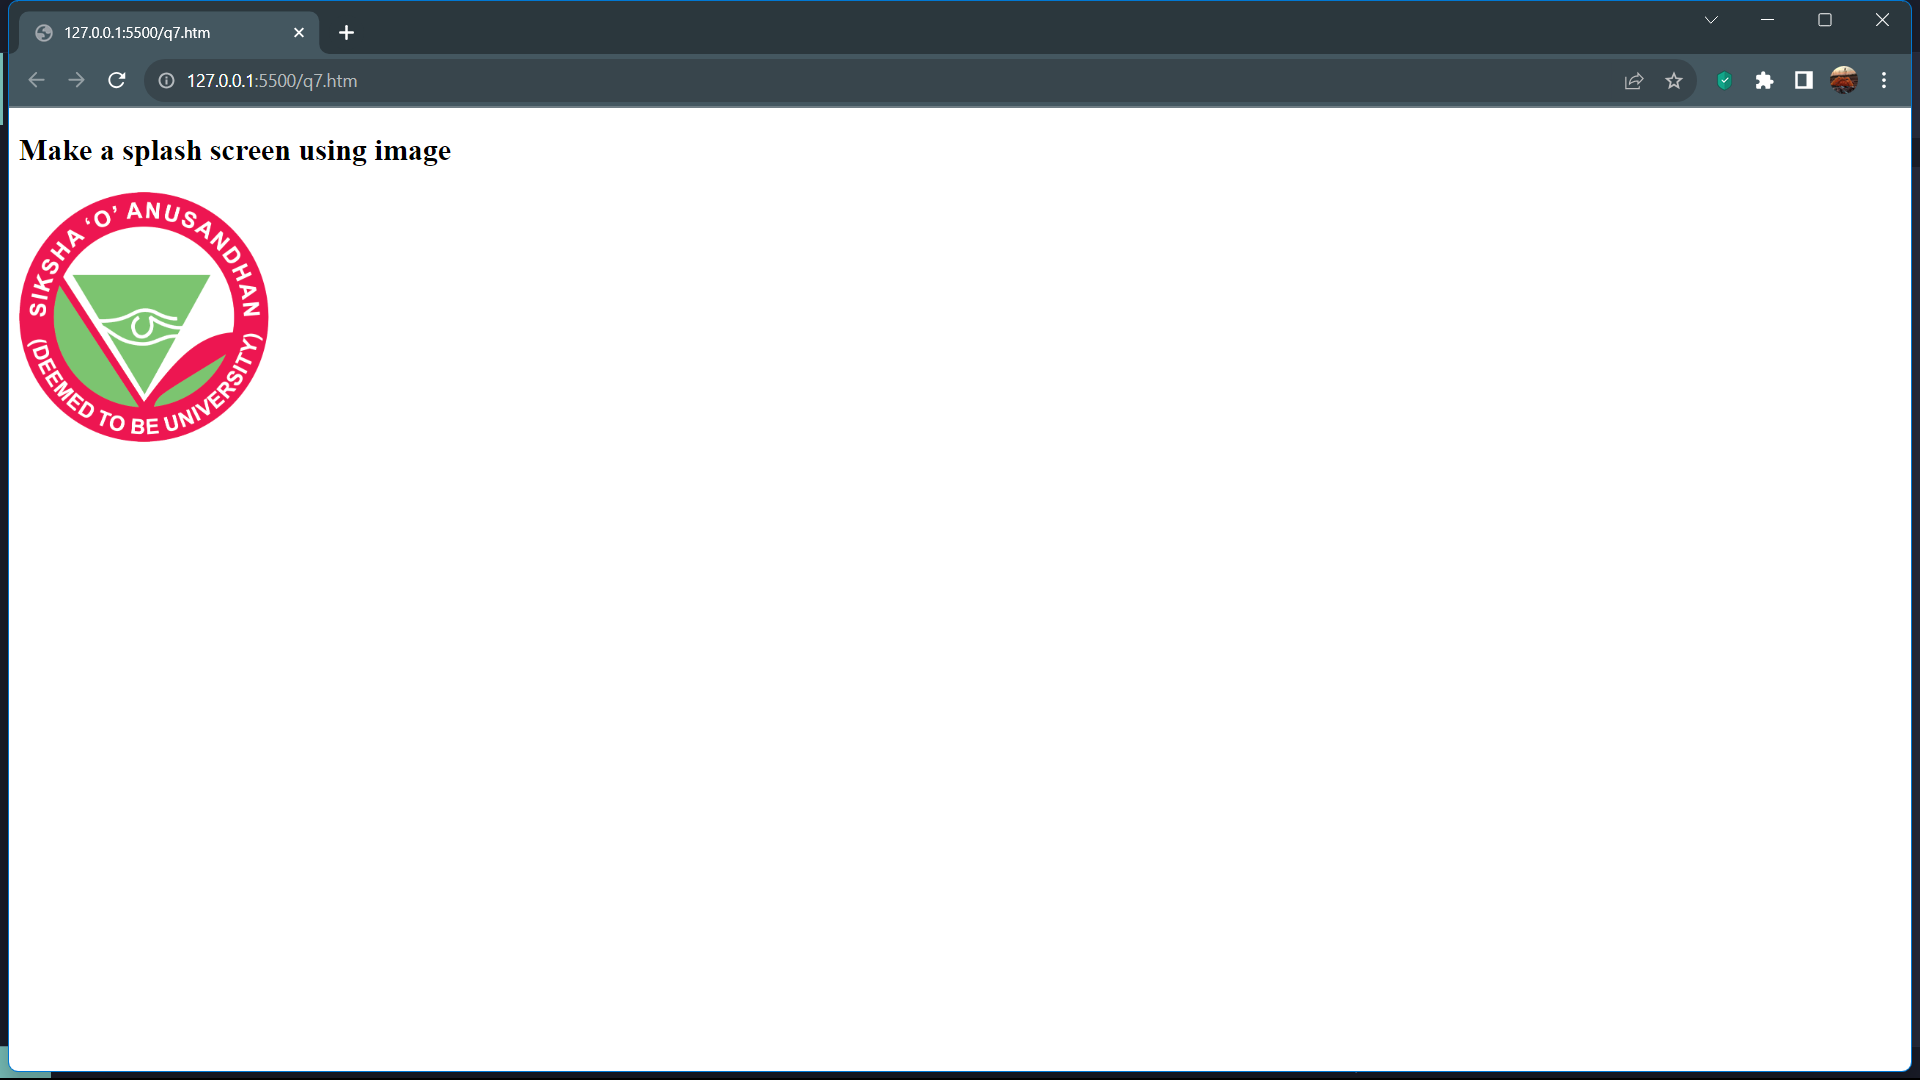 127.0.0.1:5500/q7.htm
127.0.0.1:5500/q7.htm
Make a splash screen using image
SIKSHA ‘O’ ANUSANDHAN
(DEEMED TO BE UNIVERSITY)